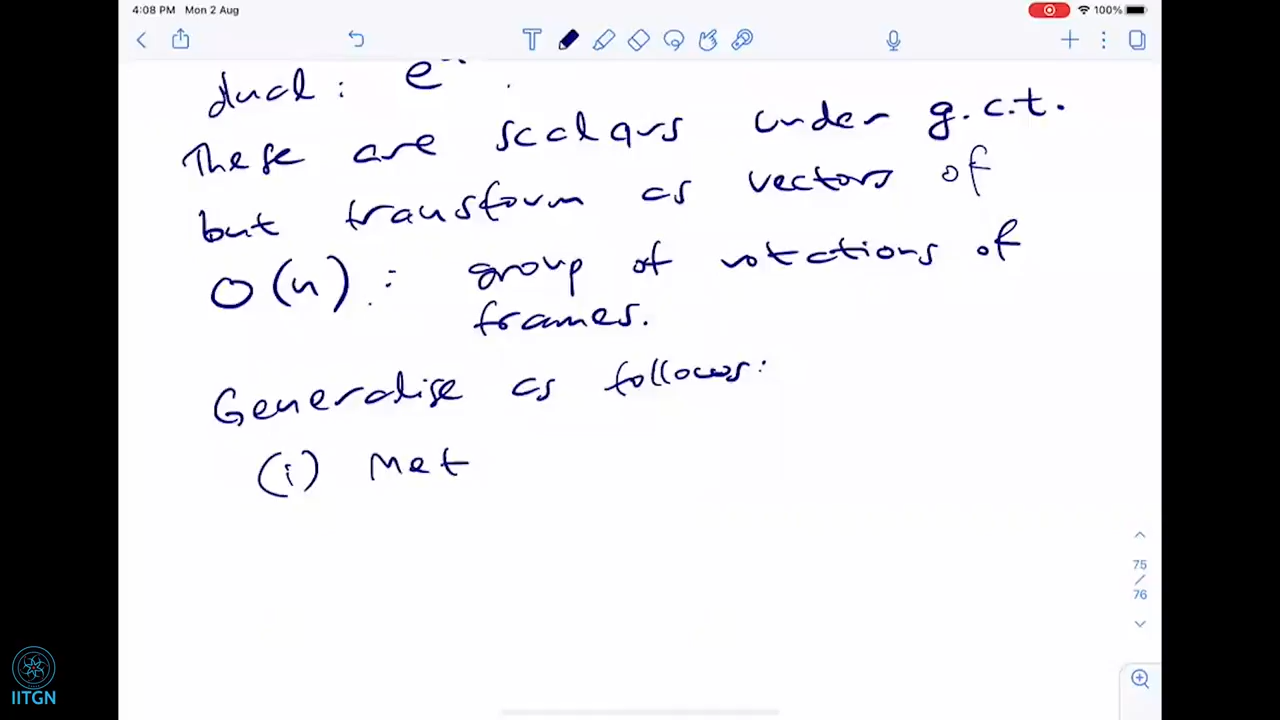 4:08 PM Mon 2 Aug
100%
dual :
These are scalars under g.c.t.
but transform as vectors of
O(n) : group of rotations of
frames.
Generalise as follows:
(i) Met
75
/
76
IITGN